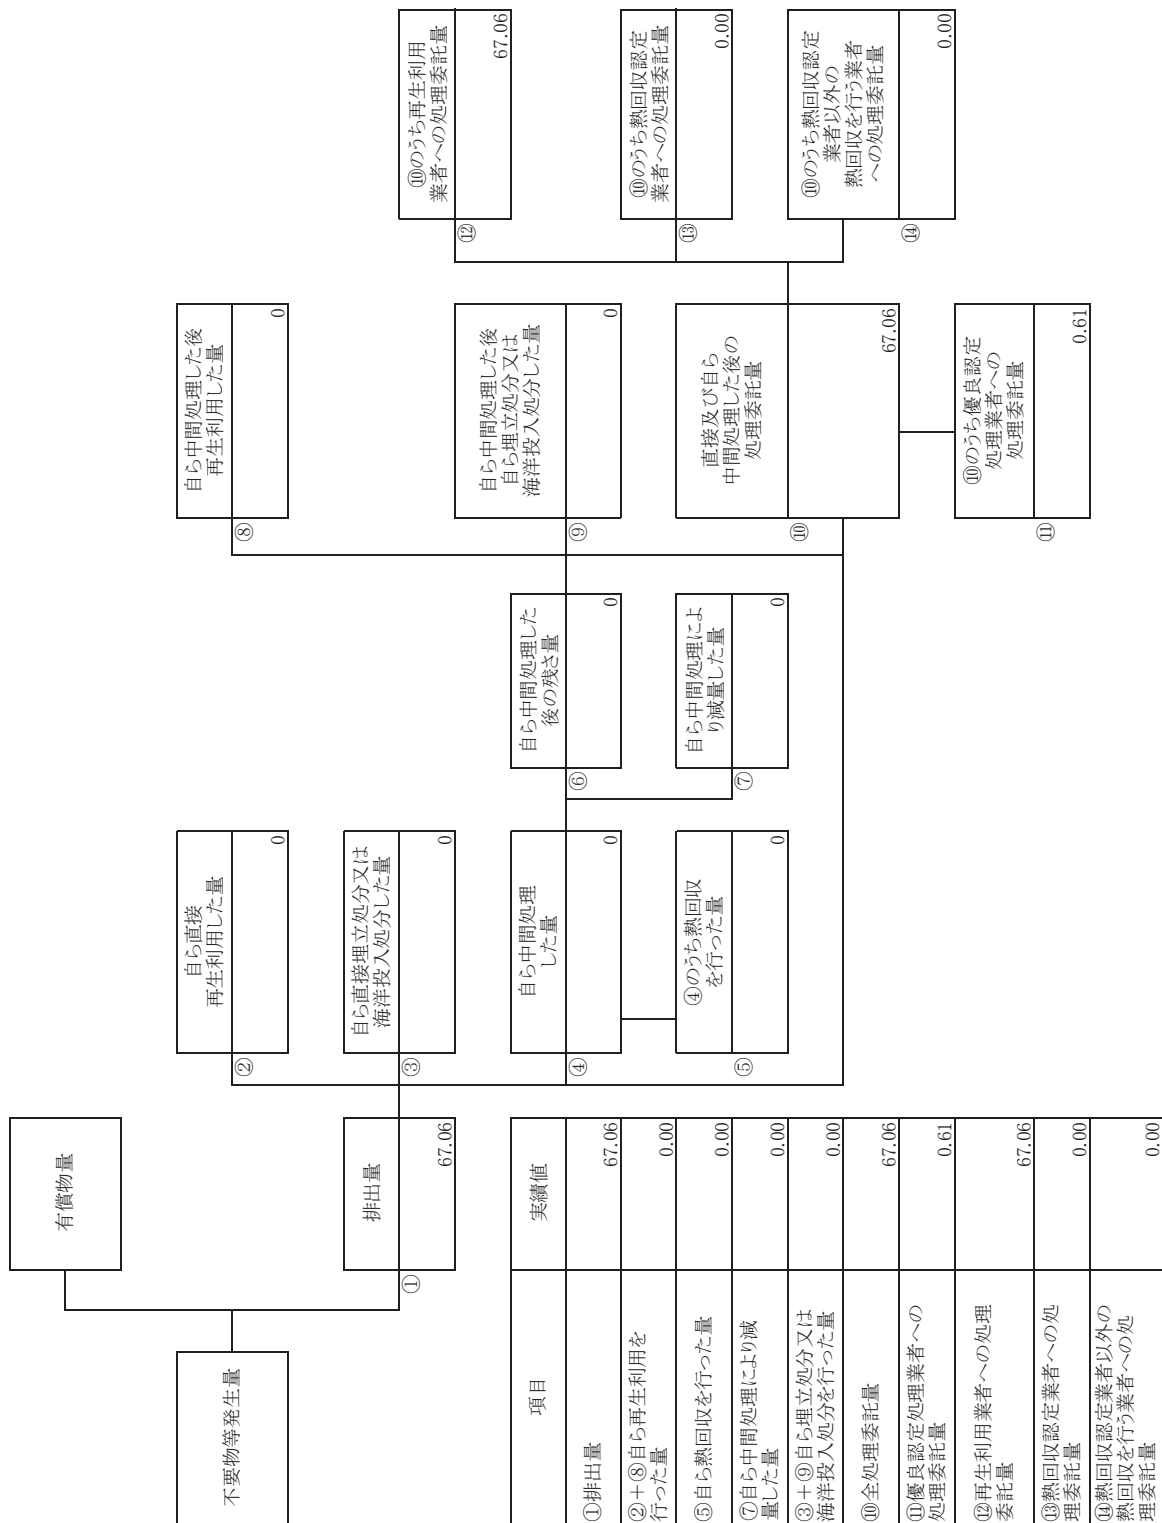 不要物等発生量
有償物量
排出量
①
67.06
自ら直接
再生利用した量
②
0
自ら直接埋立処分又は
海洋投入処分した量
③
0
自ら中間処理
した量
④
0
④のうち熱回収
を行った量
⑤
0
自ら中間処理した
後の残さ量
⑥
0
自ら中間処理によ
り減量した量
⑦
0
自ら中間処理した後
再生利用した量
⑧
0
自ら中間処理した後
自ら埋立処分又は
海洋投入処分した量
⑨
0
直接及び自ら
中間処理した後の
処理委託量
⑩
67.06
⑩のうち優良認定
処理業者への
処理委託量
⑪
0.61
⑩のうち再生利用
業者への処理委託量
⑫
67.06
⑩のうち熱回収認定
業者への処理委託量
⑬
0.00
⑩のうち熱回収認定
業者以外の
熱回収を行う業者
への処理委託量
⑭
0.00
項目
実績値
①排出量
67.06
②+⑧自ら再生利用を
行った量
0.00
⑤自ら熱回収を行った量
0.00
⑦自ら中間処理により減
量した量
0.00
③+⑨自ら埋立処分又は
海洋投入処分を行った量
0.00
⑩全処理委託量
67.06
⑪優良認定処理業者への
処理委託量
0.61
⑫再生利用業者への処理
委託量
67.06
⑬熱回収認定業者への処
理委託量
0.00
⑭熱回収認定業者以外の
熱回収を行う業者への処
理委託量
0.00